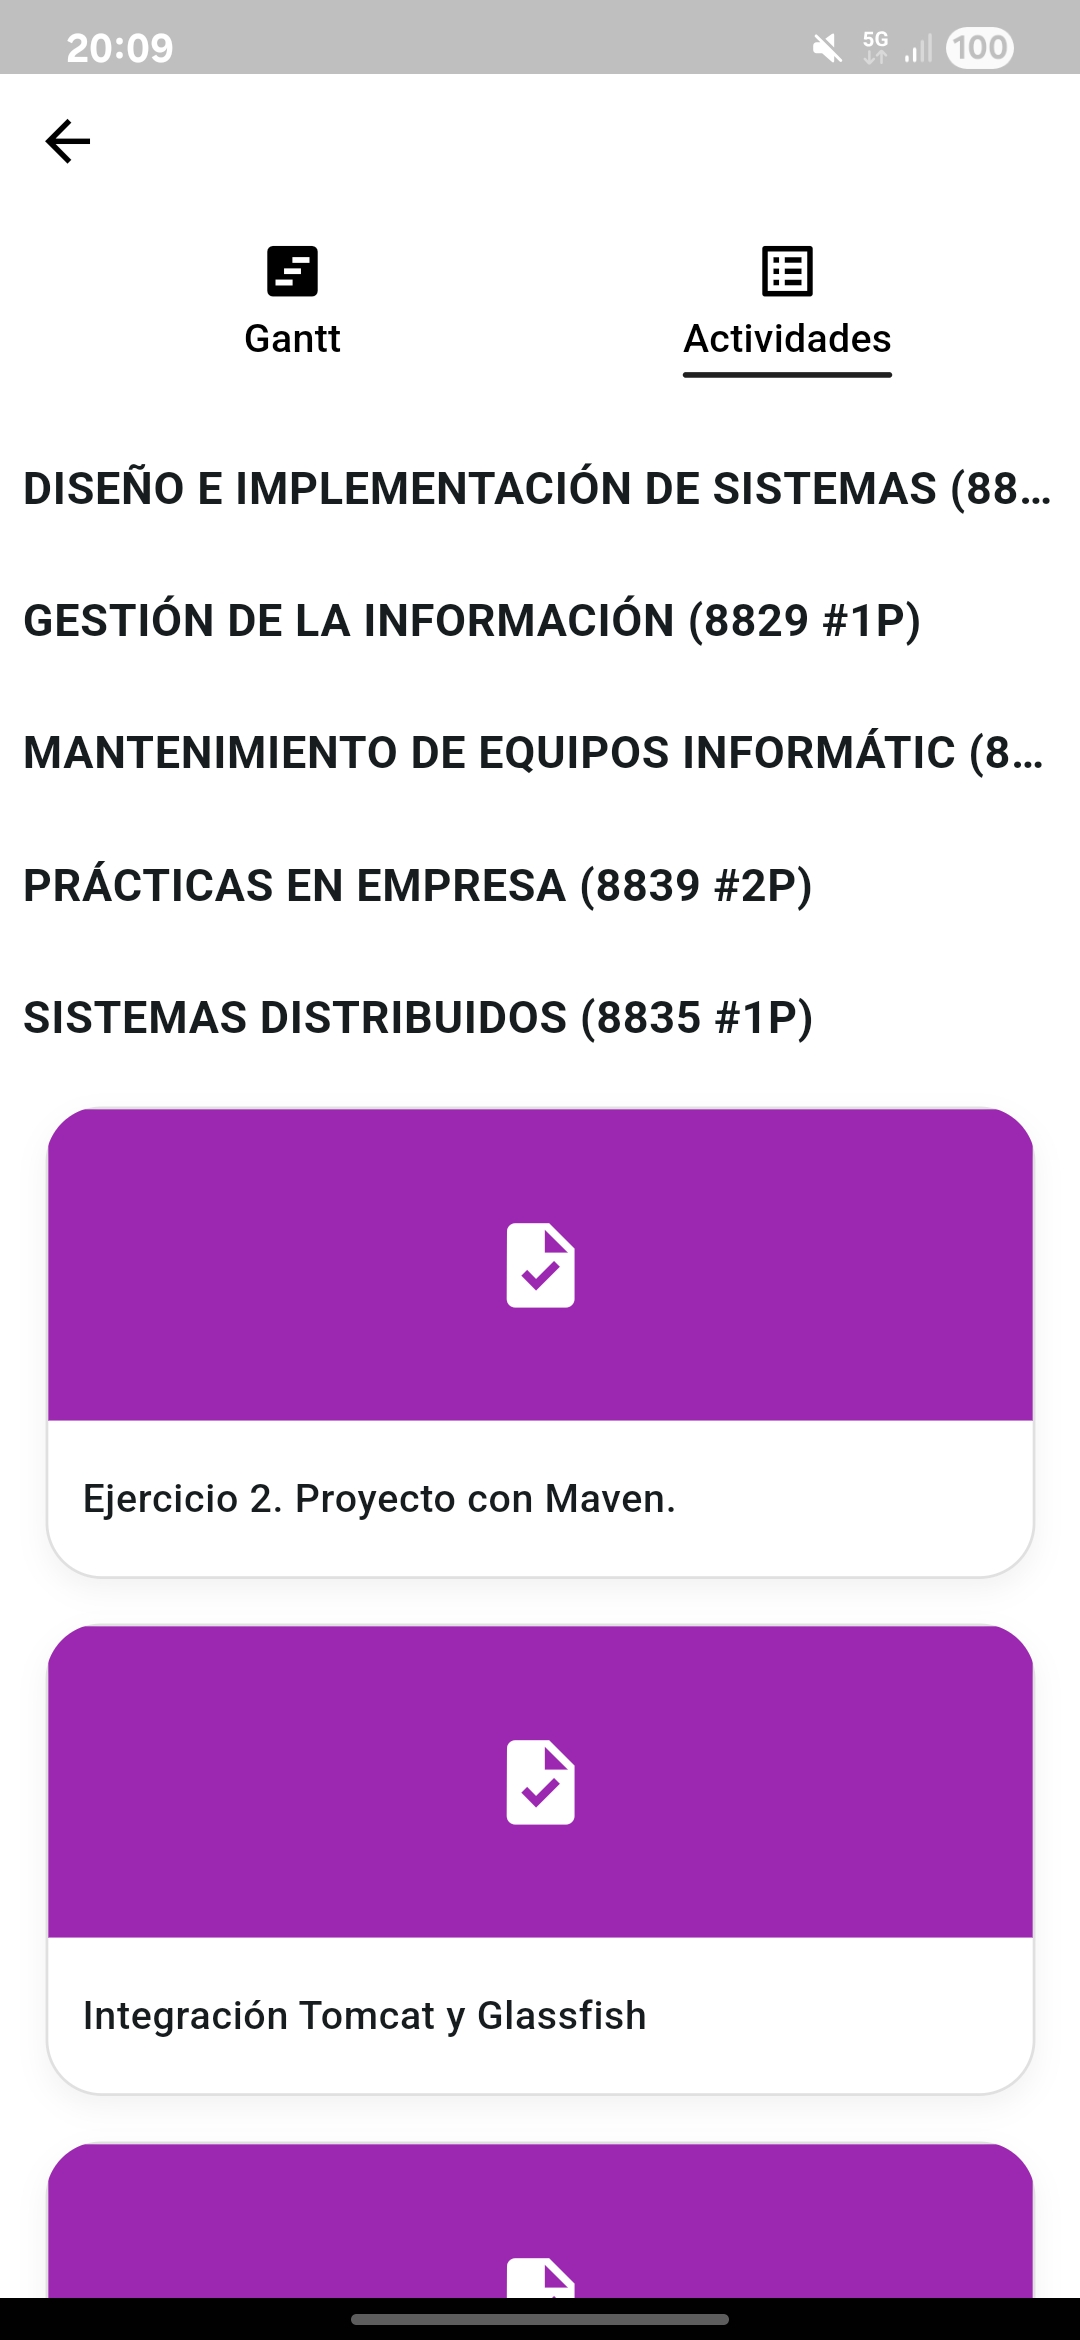 20:09
5G
100
Gantt
Actividades
DISEÑO E IMPLEMENTACIÓN DE SISTEMAS (88...
GESTIÓN DE LA INFORMACIÓN (8829 #1P)
MANTENIMIENTO DE EQUIPOS INFORMÁTIC (8...
PRÁCTICAS EN EMPRESA (8839 #2P)
SISTEMAS DISTRIBUIDOS (8835 #1P)
Ejercicio 2. Proyecto con Maven.
Integración Tomcat y Glassfish